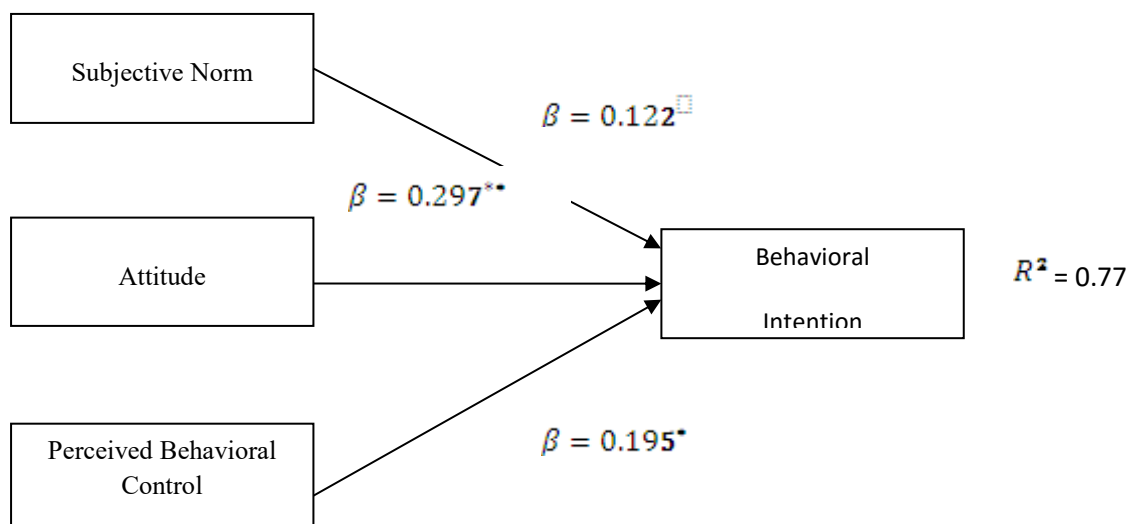 Subjective Norm
β = 0.122
β = 0.297**
Attitude
Behavioral
Intention
R² = 0.77
Perceived Behavioral
Control
β = 0.195*